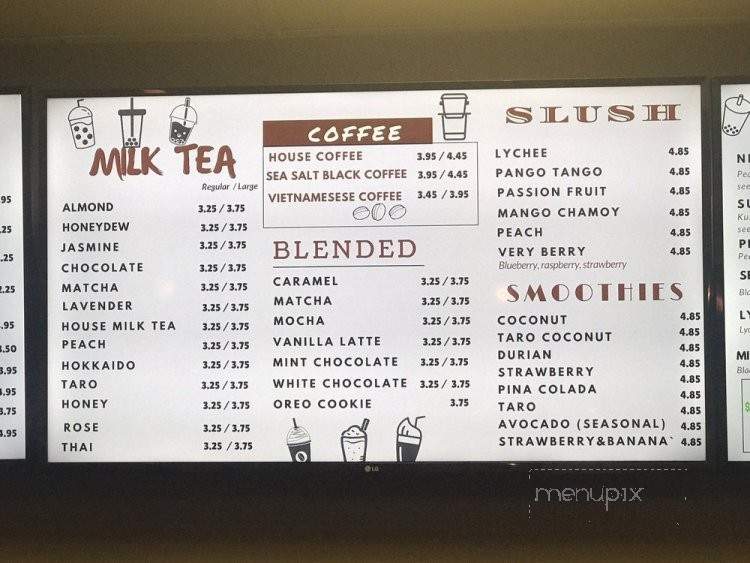 MILK TEA
Regular / Large
ALMOND 3.25 / 3.75
HONEYDEW 3.25 / 3.75
JASMINE 3.25 / 3.75
CHOCOLATE 3.25 / 3.75
MATCHA 3.25 / 3.75
LAVENDER 3.25 / 3.75
HOUSE MILK TEA 3.25 / 3.75
PEACH 3.25 / 3.75
HOKKAIDO 3.25 / 3.75
TARO 3.25 / 3.75
HONEY 3.25 / 3.75
ROSE 3.25 / 3.75
THAI 3.25 / 3.75
COFFEE
HOUSE COFFEE 3.95 / 4.45
SEA SALT BLACK COFFEE 3.95 / 4.45
VIETNAMESESE COFFEE 3.45 / 3.95
BLENDED
CARAMEL 3.25 / 3.75
MATCHA 3.25 / 3.75
MOCHA 3.25 / 3.75
VANILLA LATTE 3.25 / 3.75
MINT CHOCOLATE 3.25 / 3.75
WHITE CHOCOLATE 3.25 / 3.75
OREO COOKIE 3.75
SLUSH
LYCHEE 4.85
PANGO TANGO 4.85
PASSION FRUIT 4.85
MANGO CHAMOY 4.85
PEACH 4.85
VERY BERRY 4.85
Blueberry, raspberry, strawberry
SMOOTHIES
COCONUT 4.85
TARO COCONUT 4.85
DURIAN 4.85
STRAWBERRY 4.85
PINA COLADA 4.85
TARO 4.85
AVOCADO (SEASONAL) 4.85
STRAWBERRY&BANANA` 4.85
LG
menupix